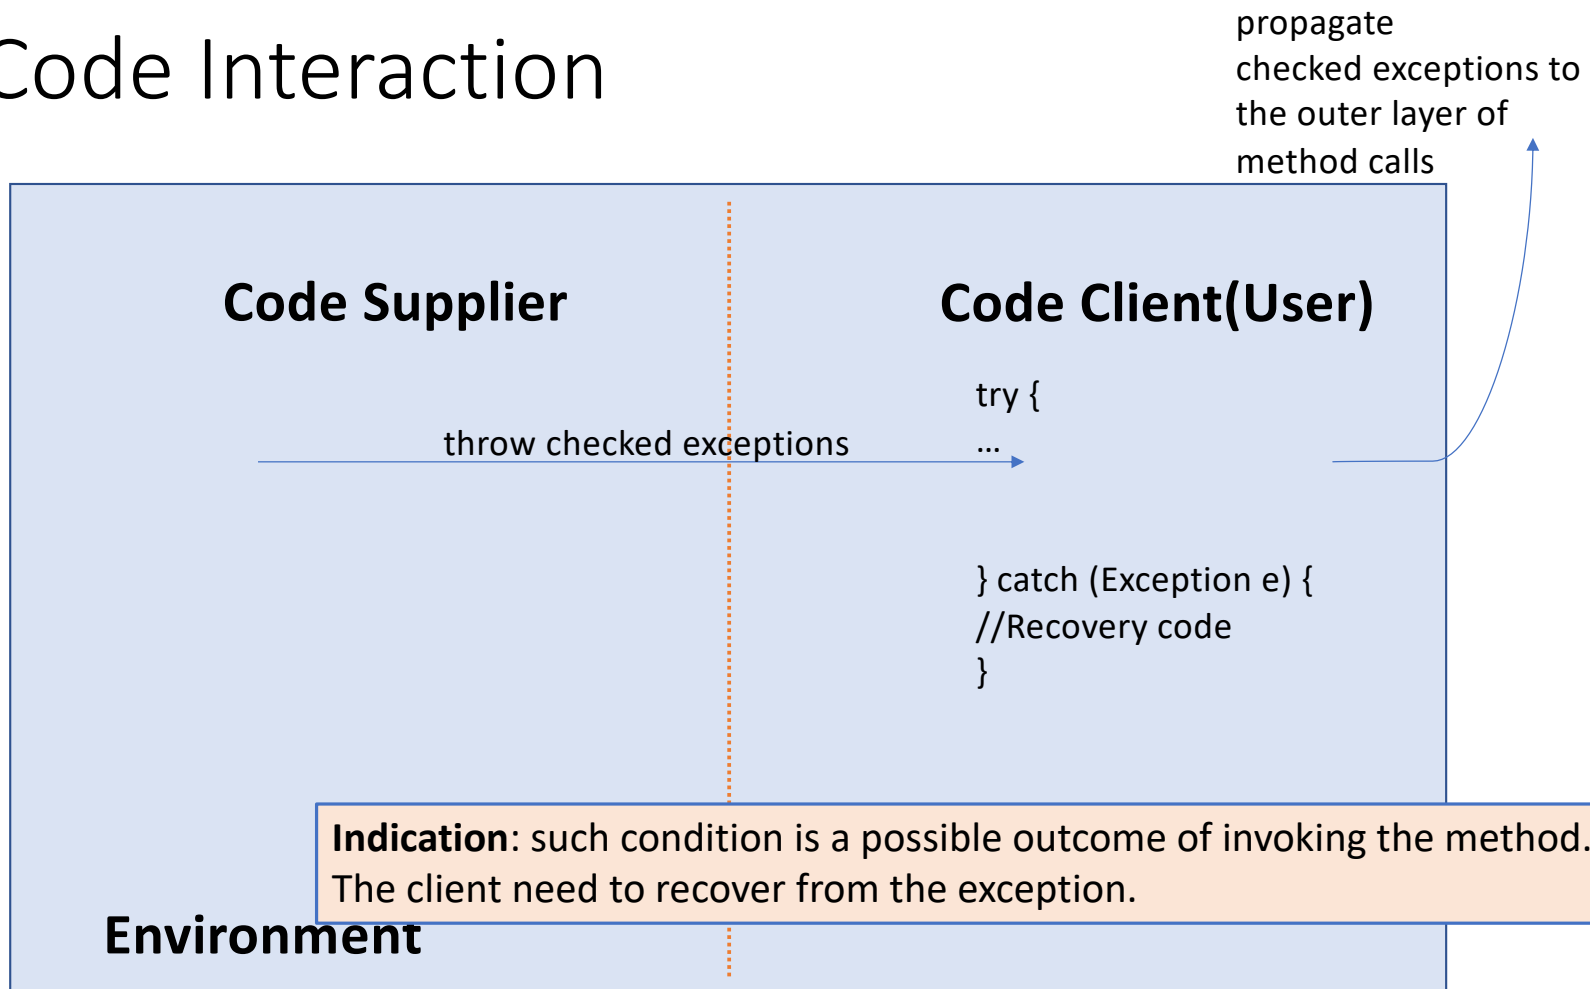 Code Interaction
propagate
checked exceptions to
the outer layer of
method calls
Code Supplier
Code Client(User)
throw checked exceptions
try {
...
} catch (Exception e) {
//Recovery code
}
Indication: such condition is a possible outcome of invoking the method.
The client need to recover from the exception.
Environment